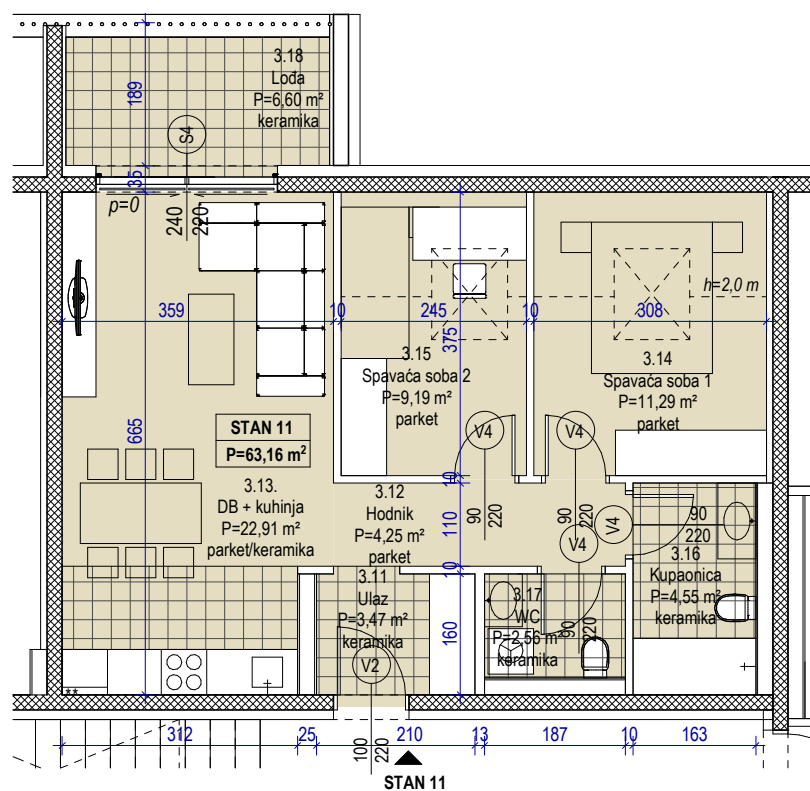 3.18
Lođa
P=6,60 m²
keramika
189
S4
35
p=0
240
220
h=2,0 m
359
10
245
10
308
375
3.15
Spavaća soba 2
P=9,19 m²
parket
3.14
Spavaća soba 1
P=11,29 m²
parket
665
STAN 11
P=63,16 m²
V4
V4
3.13.
DB + kuhinja
P=22,91 m²
parket/keramika
3.12
Hodnik
P=4,25 m²
parket
10
110
10
90
220
90
220
V4
90
220
V4
3.16
Kupaonica
P=4,55 m²
keramika
3.11
Ulaz
P=3,47 m²
keramika
V2
160
3.17
WC
P=2,56 m²
keramika
90
220
**
312
25
100
220
210
13
187
10
163
STAN 11